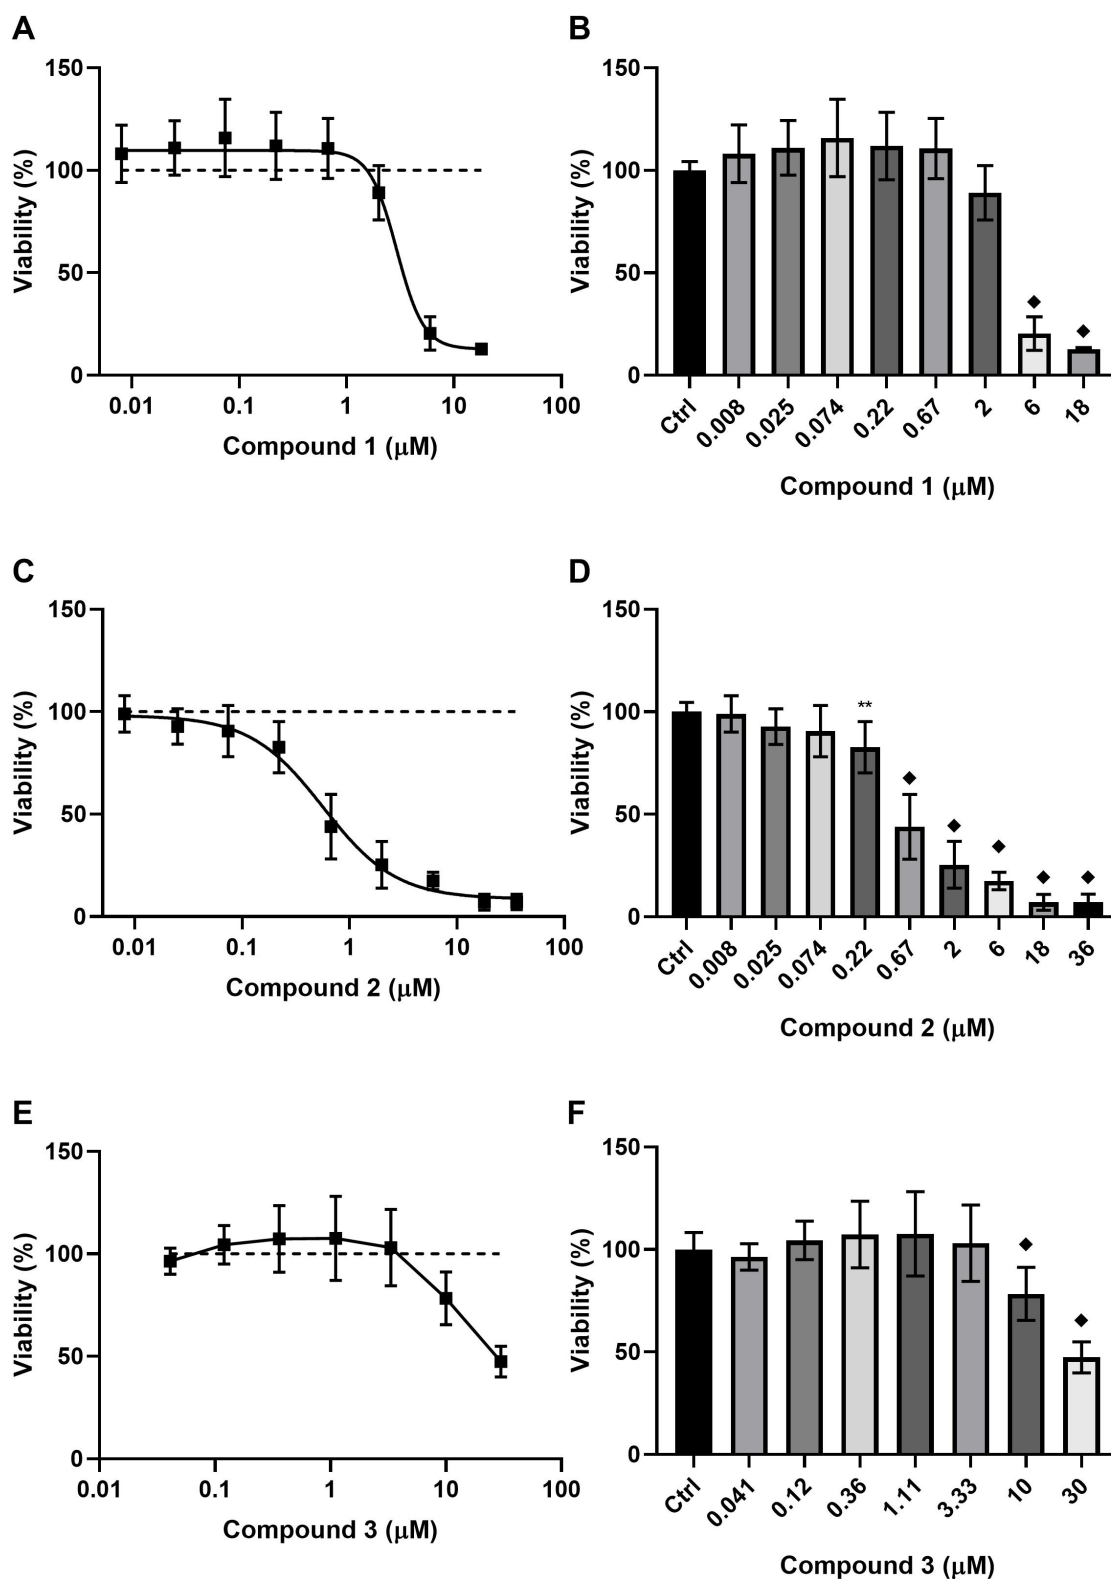 A
150
100
50
0
Viability (%)
0.01 0.1 1 10 100
Compound 1 (μM)
B
150
100
50
0
Viability (%)
Ctrl 0.008 0.025 0.074 0.22 0.67 2 6 18
Compound 1 (μM)
C
150
100
50
0
Viability (%)
0.01 0.1 1 10 100
Compound 2 (μM)
D
150
100
50
0
Viability (%)
**
Ctrl 0.008 0.025 0.074 0.22 0.67 2 6 18 36
Compound 2 (μM)
E
150
100
50
0
Viability (%)
0.01 0.1 1 10 100
Compound 3 (μM)
F
150
100
50
0
Viability (%)
Ctrl 0.041 0.12 0.36 1.11 3.33 10 30
Compound 3 (μM)